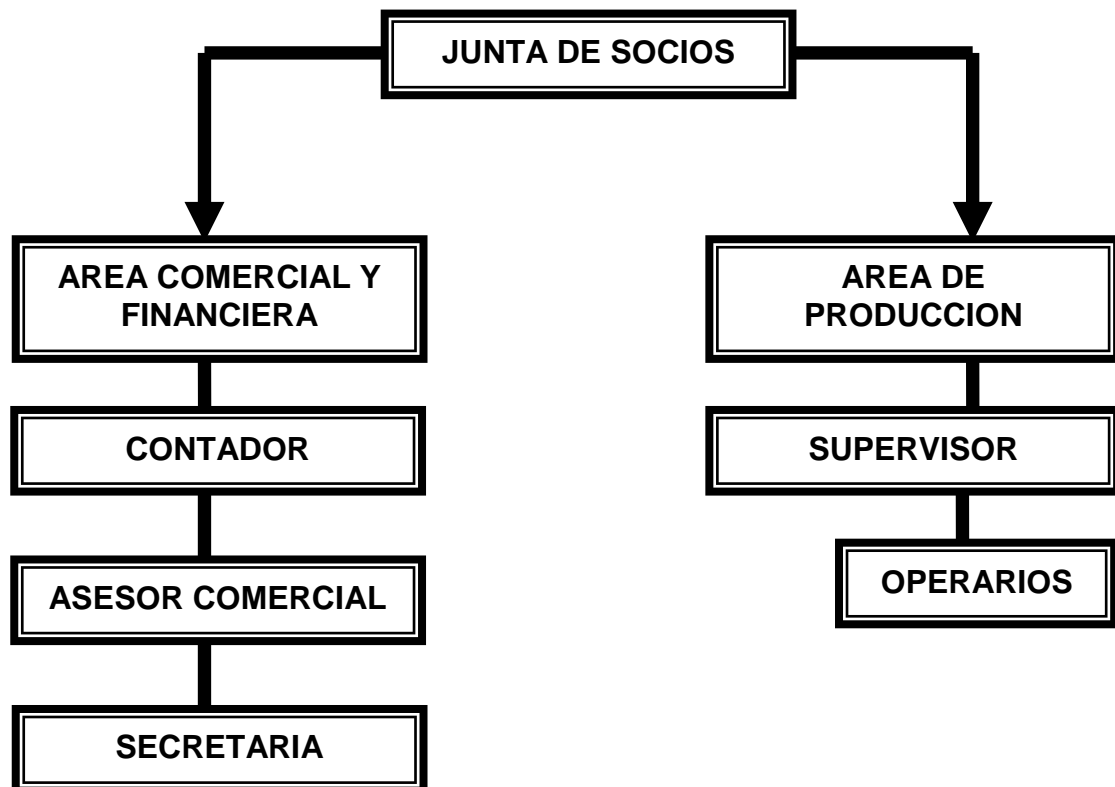 JUNTA DE SOCIOS
AREA COMERCIAL Y
FINANCIERA
CONTADOR
ASESOR COMERCIAL
SECRETARIA
AREA DE
PRODUCCION
SUPERVISOR
OPERARIOS